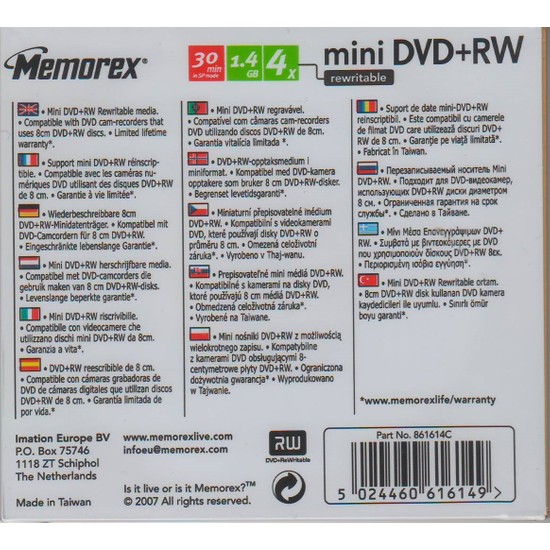 Memorex
30
min
in SP mode
1.4
GB
4x
mini DVD+RW
rewritable
• Mini DVD+RW Rewritable media. •
Compatible with DVD cam-recorders that
uses 8cm DVD+RW discs. • Limited lifetime
warranty*.
• Support mini DVD+RW réinscrip-
tible. • Compatible avec les caméras nu-
mériques DVD utilisant des disques DVD+RW
de 8 cm. • Garantie à vie*.
• Wiederbeschreibbare 8cm
DVD+RW-Minidatenträger. • Kompatibel mit
DVD-Camcordern für 8 cm DVD+RW. •
Eingeschränkte lebenslange Garantie*.
• Mini DVD+RW herschrijfbare media. •
Compatibel met DVD-camcorders die
gebruik maken van 8 cm DVD+RW-disks. •
Levenslange beperkte garantie*.
• Mini DVD+RW riscrivibile. •
Compatibile con videocamere che
utilizzano dischi mini DVD+RW da 8cm. •
Garanzia a vita*.
• DVD+RW reescribible de 8 cm. •
Compatible con cámaras grabadoras de
DVD de cámaras digitales que utilizan discos
DVD+RW de 8 cm. • Garantía limitada de
por vida.*
• Mini DVD+RW regravável. •
Compatível com câmaras cam-recorders
DVD utilizando discos DVD+RW de 8cm. •
Garantia vitalícia limitada *.
• DVD+RW-opptaksmedium i
miniformat. • Kompatibel med DVD-kamera
opptakere som bruker 8 cm DVD+RW-disker. •
Begrenset levetidsgaranti*.
• Miniaturní přepisovatelné médium
DVD+RW. • Kompatibilní s videokamerami
DVD, které používají disky DVD+RW o
průměru 8 cm. • Omezená celoživotní
záruka*. • Vyrobeno v Thaj-wanu.
• Prepisovateľné mini médiá DVD+RW. •
Kompatibilné s kamerami na disky DVD,
ktoré používajú 8 cm médiá DVD+RW. •
Obmedzená celoživotná záruka*. •
Vyrobené na Taiwane.
• Mini nośniki DVD+RW z możliwością
wielokrotnego zapisu. • Kompatybilne
z kamerami DVD obsługującymi 8-
centymetrowe płyty DVD+RW. • Ograniczona
dożywotnia gwarancja* • Wyprodukowano
w Tajwanie.
• Suport de date mini-DVD+RW
reinscriptibil. • Este compatibil cu camerele
de filmat DVD care utilizează discuri DVD+
RW de 8 cm. • Garanţie pe viaţă limitată*. •
Fabricat în Taiwan.
• Перезаписываемый носитель Mini
DVD+RW. • Подходит для DVD-видеокамер,
использующих DVD+RW диски диаметром
8 см. • Ограниченная гарантия на срок
службы*. • Сделано в Тайване.
• Μίνι Μέσα Επανεγγράψιμων DVD+
RW. • Συμβατά με βιντεοκάμερες με DVD
που χρησιμοποιούν δίσκους DVD+RW 8εκ.
• Περιορισμένη ισόβια εγγύηση*.
• Mini DVD+RW Rewritable ortam. •
• 8cm DVD+RW disk kullanan DVD kamera
kaydedicileri ile uyumlu. • Sınırlı ömür
boyu garanti*.
*www.memorexlife/warranty
Imation Europe BV
P.O. Box 75746
1118 ZT Schiphol
The Netherlands
Made in Taiwan
www.memorexlive.com
infoeu@memorex.com
Is it live or is it Memorex?™
© 2007 All rights reserved.
RW
DVD+ReWritable
Part No. 861614C
5 024460 616149 >